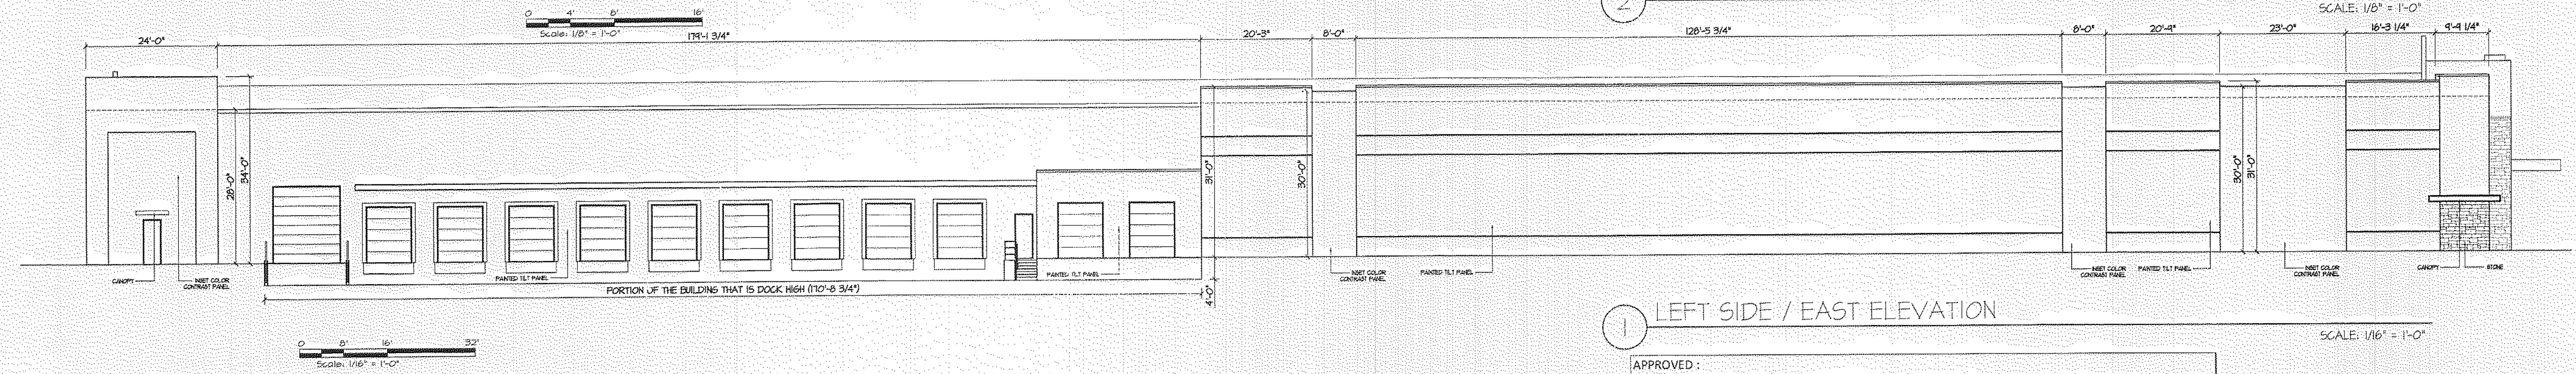 0 4' 8' 16'
Scale: 1/8" = 1'-0"
2
SCALE: 1/8" = 1'-0"
24'-0" 179'-1 3/4" 20'-3" 8'-0" 128'-5 3/4" 8'-0" 20'-9" 23'-0" 16'-3 1/4" 9'-9 1/4"
28'-0" 34'-0" 31'-0" 30'-0" 30'-0" 31'-0"
CANOPY
INSET COLOR
CONTRAST PANEL
PAINTED TILT PANEL
PAINTED TILT PANEL
INSET COLOR
CONTRAST PANEL
PAINTED TILT PANEL
INSET COLOR
CONTRAST PANEL
PAINTED TILT PANEL
INSET COLOR
CONTRAST PANEL
CANOPY
STONE
PORTION OF THE BUILDING THAT IS DOCK HIGH (170'-8 3/4")
4'-0"
1 LEFT SIDE / EAST ELEVATION
SCALE: 1/16" = 1'-0"
0 8' 16' 32'
Scale: 1/16" = 1'-0"
APPROVED :